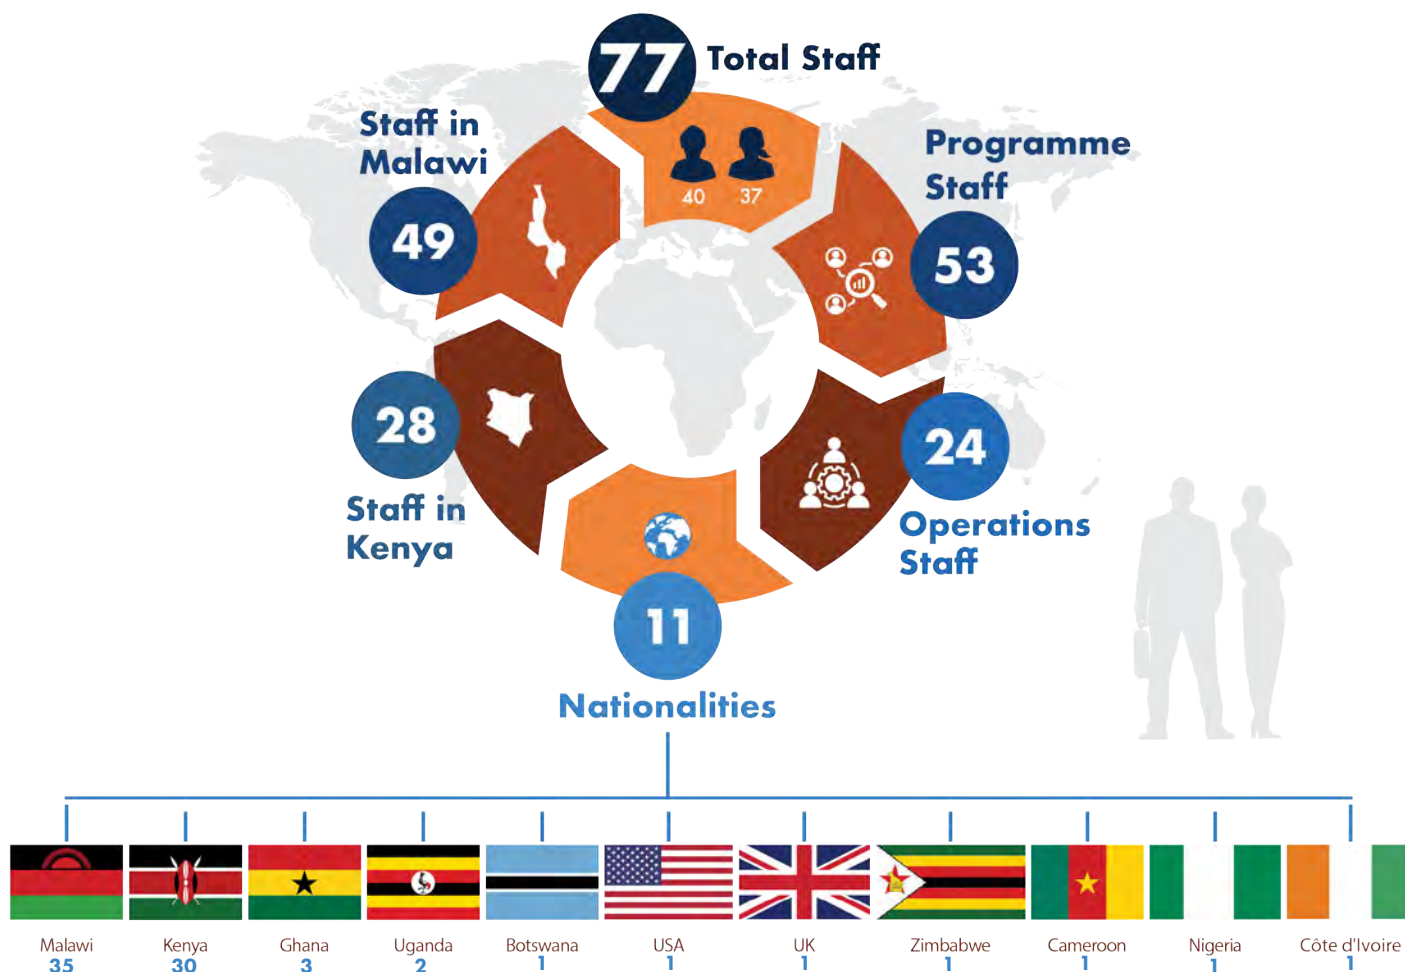 77
Total Staff
40 37
Staff in
Malawi
49
Programme
Staff
53
28
Staff in
Kenya
24
Operations
Staff
11
Nationalities
Malawi
35
Kenya
30
Ghana
3
Uganda
2
Botswana
1
USA
1
UK
1
Zimbabwe
1
Cameroon
1
Nigeria
1
Côte d'Ivoire
1